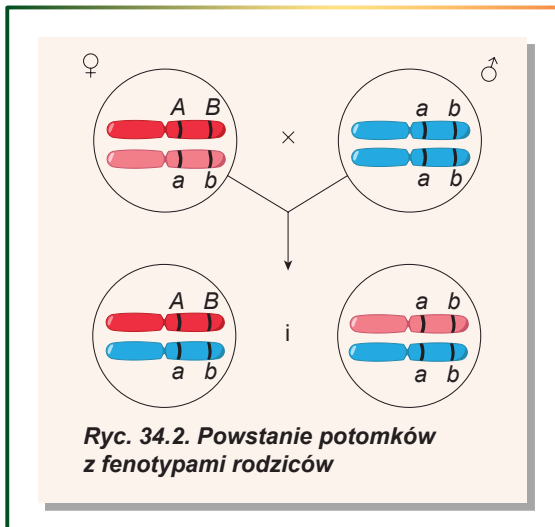 ♀ ♂
A B a b
×
a b a b
A B a b
i
a b a b
Ryc. 34.2. Powstanie potomków
z fenotypami rodziców